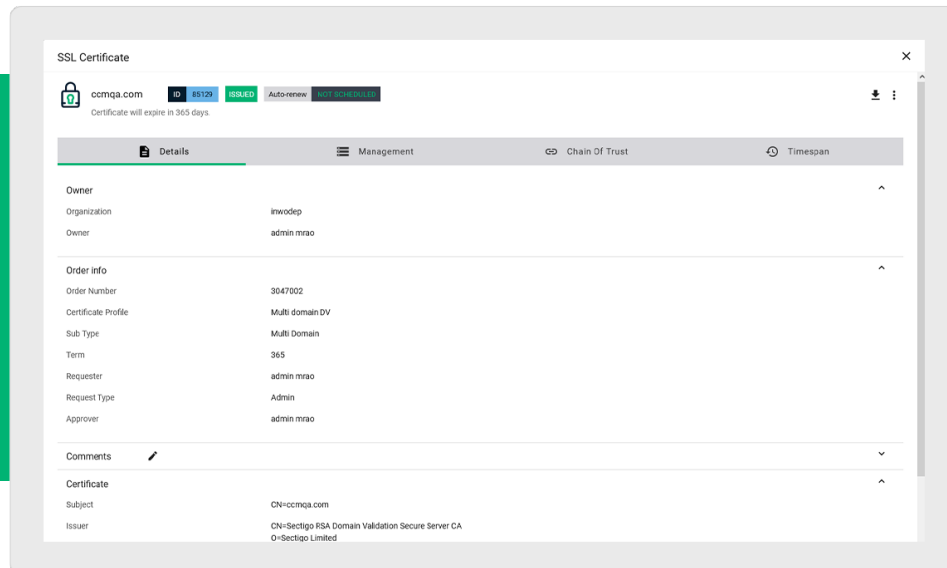 SSL Certificate
ccmqa.com ID 85129 ISSUED Auto-renew NOT SCHEDULED
Certificate will expire in 365 days.
Details Management Chain Of Trust Timespan
Owner
Organization inwodep
Owner admin mrao
Order info
Order Number 3047002
Certificate Profile Multi domain DV
Sub Type Multi Domain
Term 365
Requester admin mrao
Request Type Admin
Approver admin mrao
Comments
Certificate
Subject CN=ccmqa.com
Issuer CN=Sectigo RSA Domain Validation Secure Server CA
O=Sectigo Limited